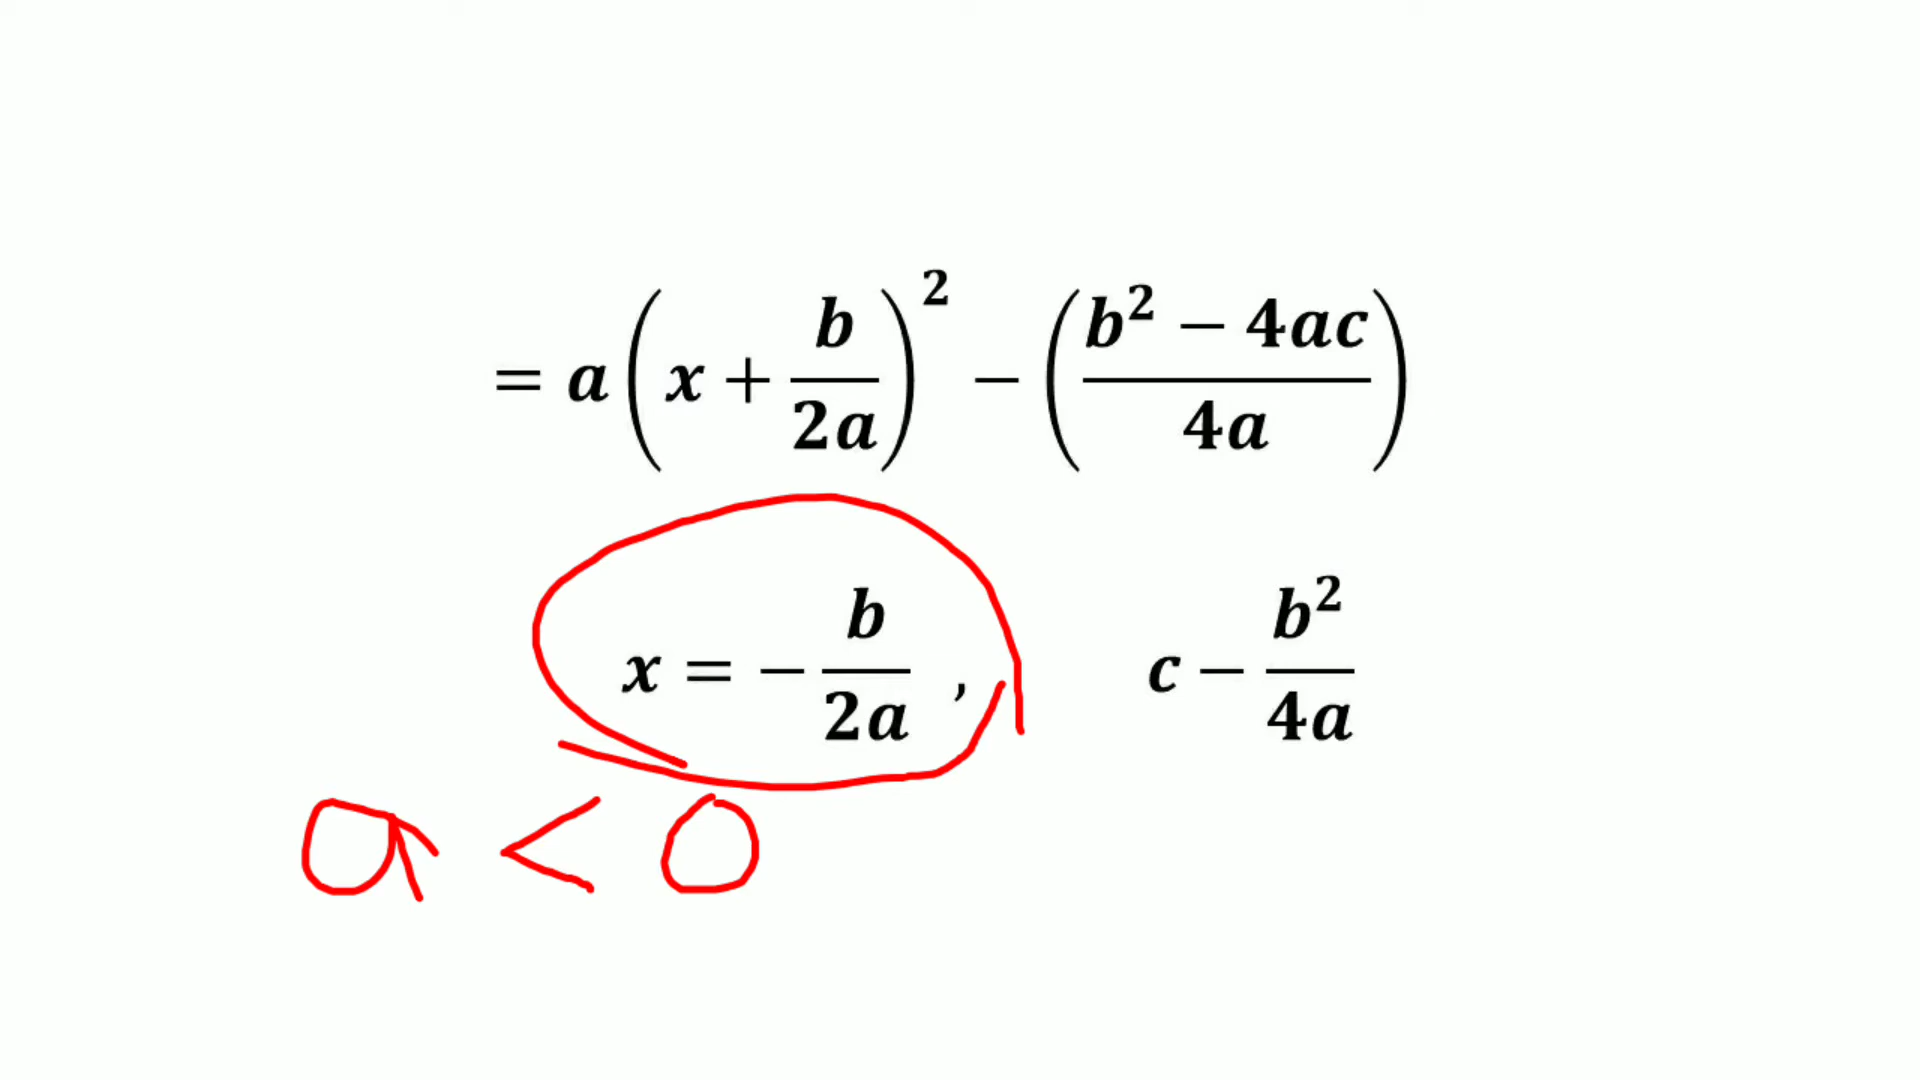 = a(x + b/2a)² − (b² − 4ac/4a)
x = −b/2a , c − b²/4a
a < 0